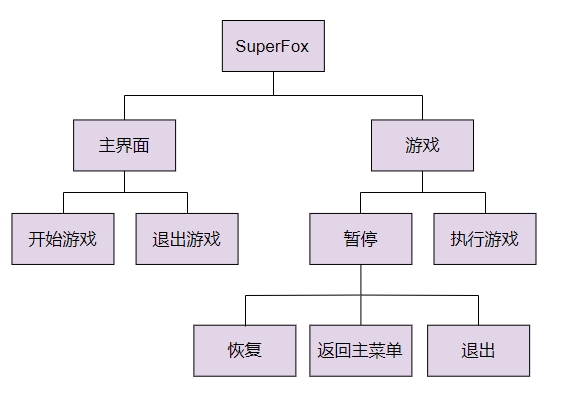 SuperFox
主界面
游戏
开始游戏
退出游戏
暂停
执行游戏
恢复
返回主菜单
退出